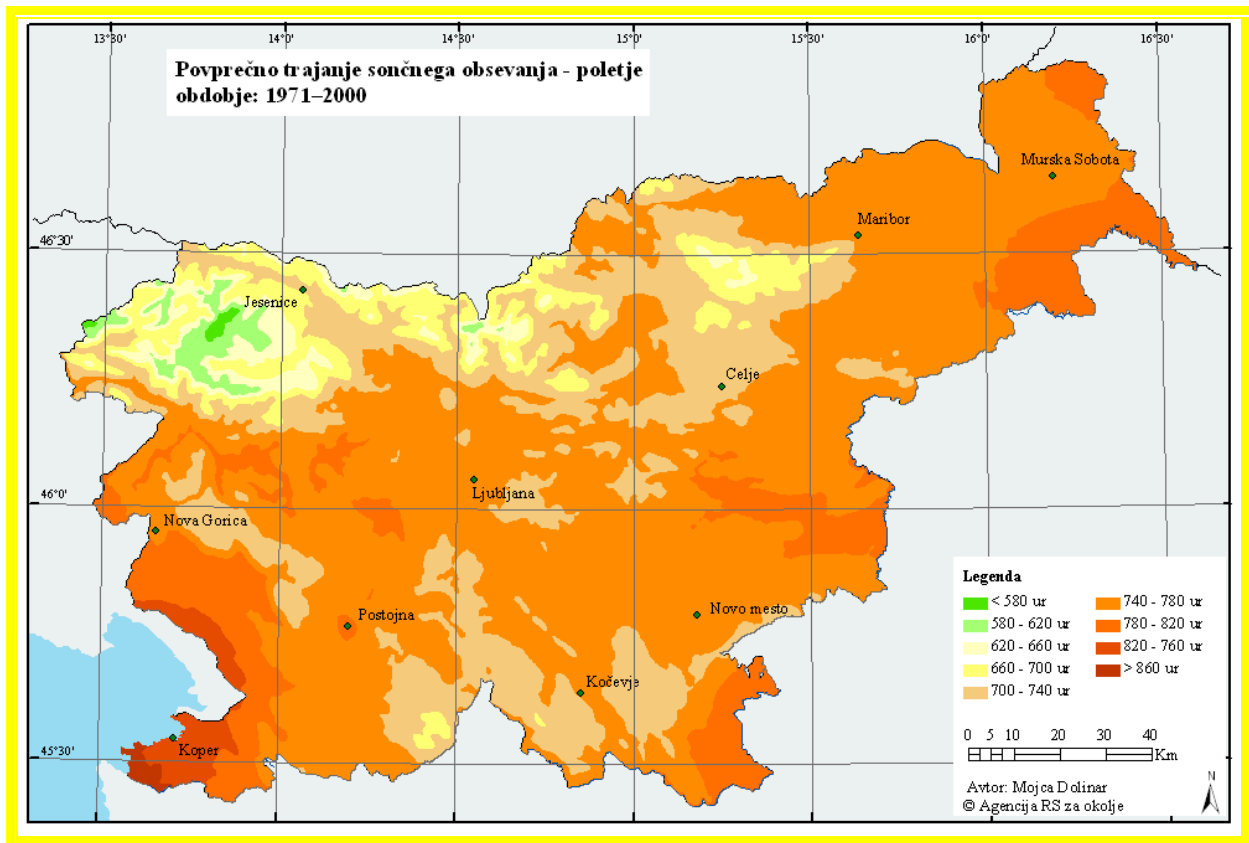 13°30'
14°0'
14°30'
15°0'
15°30'
16°0'
16°30'
Povprečno trajanje sončnega obsevanja - poletje
obdobje: 1971–2000
Murska Sobota
Maribor
46°30'
Jesenice
Celje
46°0'
Ljubljana
Nova Gorica
Postojna
Novo mesto
Kočevje
45°30'
Koper
Legenda
< 580 ur
580 - 620 ur
620 - 660 ur
660 - 700 ur
700 - 740 ur
740 - 780 ur
780 - 820 ur
820 - 760 ur
> 860 ur
0 5 10 20 30 40
Km
Avtor: Mojca Dolinar
© Agencija RS za okolje
N